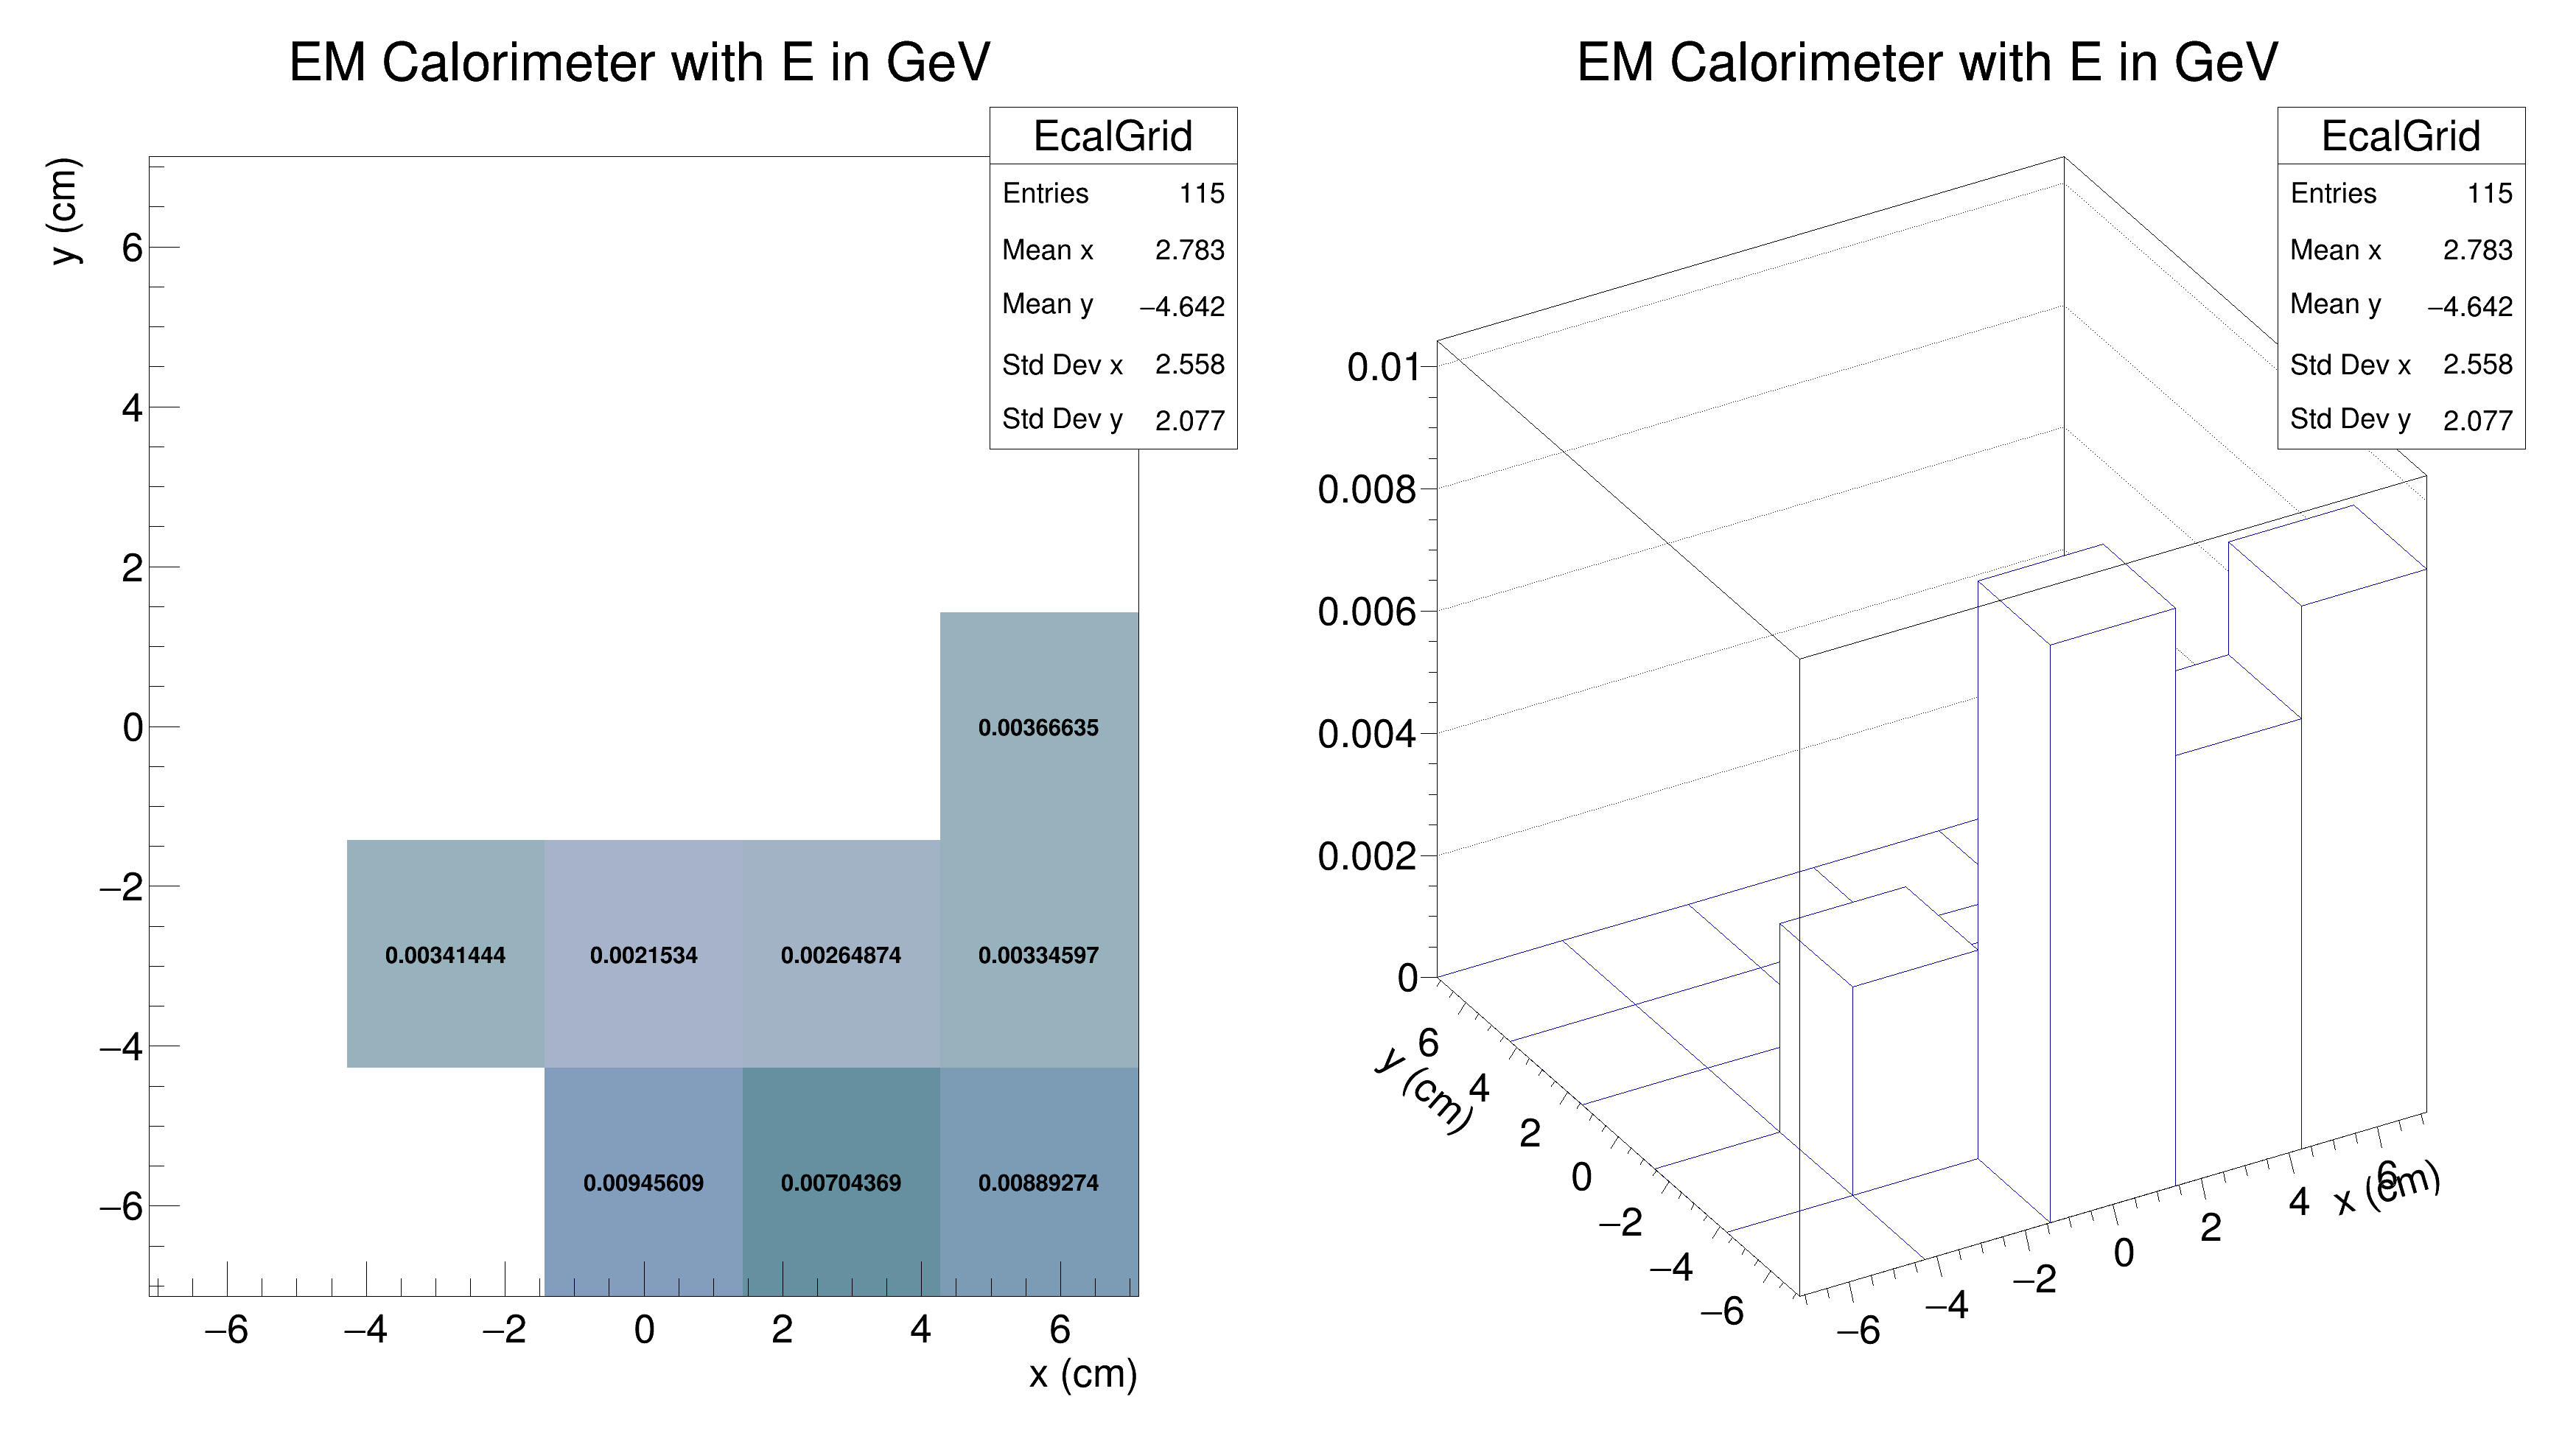 EM Calorimeter with E in GeV
EcalGrid
Entries 115
Mean x 2.783
Mean y −4.642
Std Dev x 2.558
Std Dev y 2.077
y (cm)
6
4
2
0
−2
−4
−6
0.00366635
0.00341444 0.0021534 0.00264874 0.00334597
0.00945609 0.00704369 0.00889274
−6 −4 −2 0 2 4 6
x (cm)
EM Calorimeter with E in GeV
EcalGrid
Entries 115
Mean x 2.783
Mean y −4.642
Std Dev x 2.558
Std Dev y 2.077
0.01
0.008
0.006
0.004
0.002
0
y (cm)
6
4
2
0
−2
−4
−6
−6 −4 −2 0 2 4 6
x (cm)